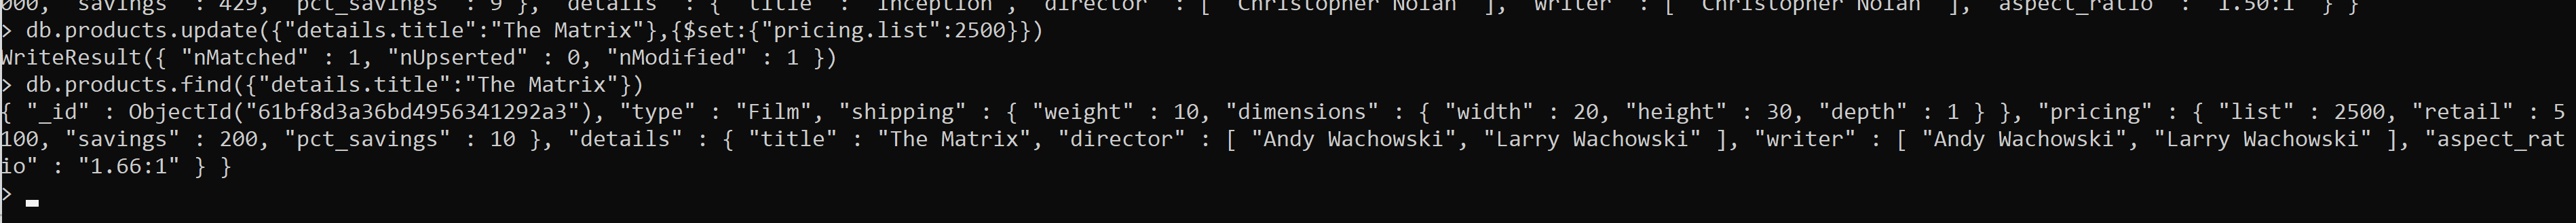 000, "savings" : 429, "pct_savings" : 9 }, "details" : { "title" : "Inception", "director" : [ "Christopher Nolan" ], "writer" : [ "Christopher Nolan" ], "aspect_ratio" : "1.50:1" } }
> db.products.update({"details.title":"The Matrix"},{$set:{"pricing.list":2500}})
WriteResult({ "nMatched" : 1, "nUpserted" : 0, "nModified" : 1 })
> db.products.find({"details.title":"The Matrix"})
{ "_id" : ObjectId("61bf8d3a36bd4956341292a3"), "type" : "Film", "shipping" : { "weight" : 10, "dimensions" : { "width" : 20, "height" : 30, "depth" : 1 } }, "pricing" : { "list" : 2500, "retail" : 5
100, "savings" : 200, "pct_savings" : 10 }, "details" : { "title" : "The Matrix", "director" : [ "Andy Wachowski", "Larry Wachowski" ], "writer" : [ "Andy Wachowski", "Larry Wachowski" ], "aspect_rat
io" : "1.66:1" } }
>